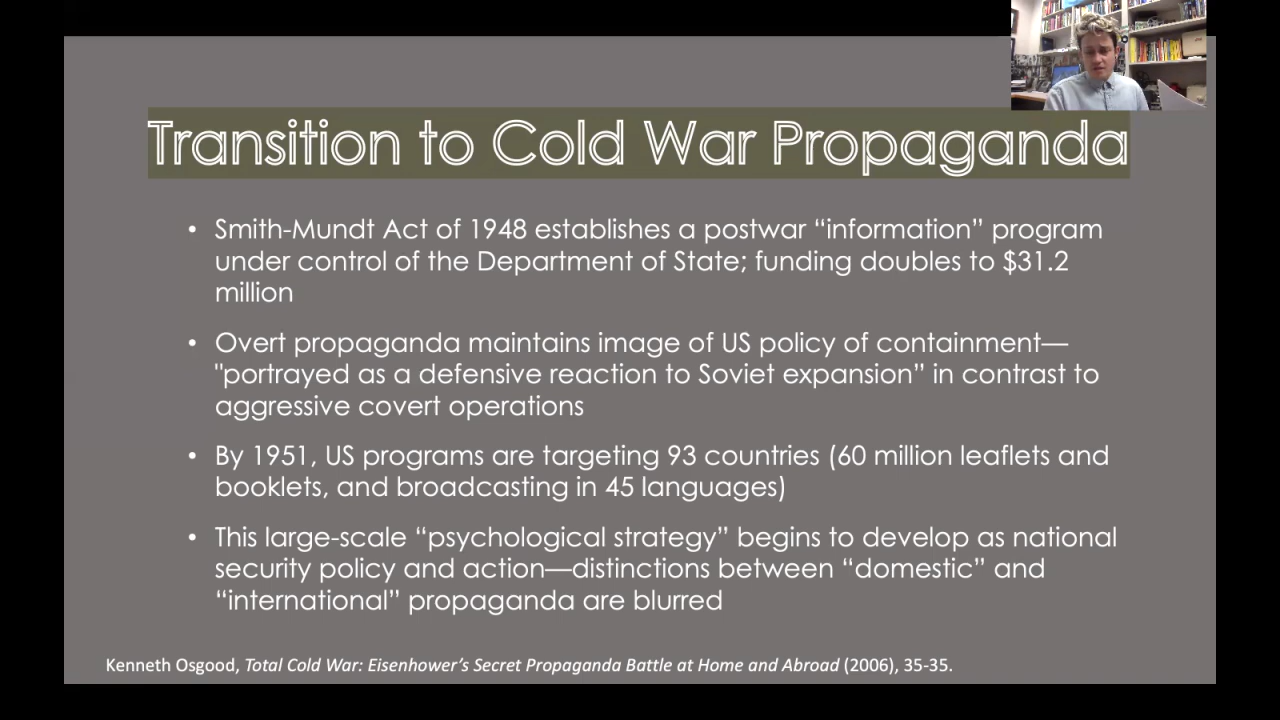 Transition to Cold War Propaganda
• Smith-Mundt Act of 1948 establishes a postwar “information” program
under control of the Department of State; funding doubles to $31.2
million
• Overt propaganda maintains image of US policy of containment—
"portrayed as a defensive reaction to Soviet expansion” in contrast to
aggressive covert operations
• By 1951, US programs are targeting 93 countries (60 million leaflets and
booklets, and broadcasting in 45 languages)
• This large-scale “psychological strategy” begins to develop as national
security policy and action—distinctions between “domestic” and
“international” propaganda are blurred
Kenneth Osgood, Total Cold War: Eisenhower’s Secret Propaganda Battle at Home and Abroad (2006), 35-35.